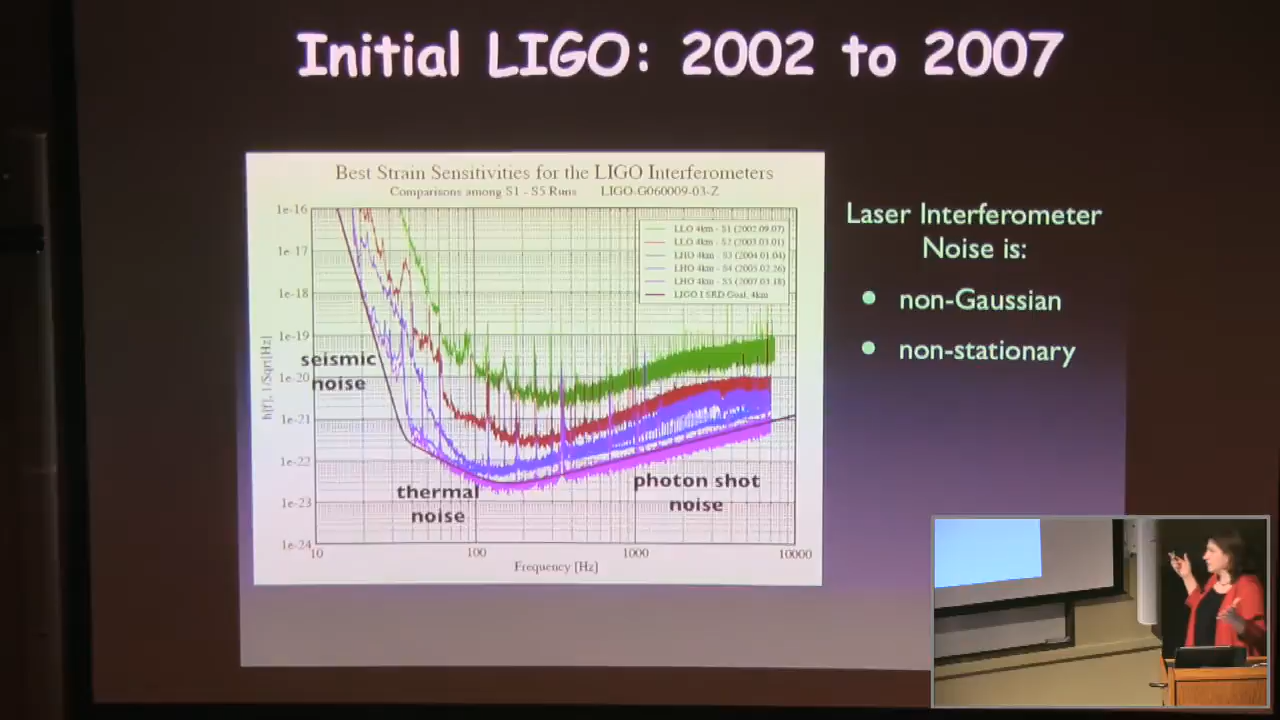 Initial LIGO: 2002 to 2007
Best Strain Sensitivities for the LIGO Interferometers
Comparisons among S1 - S5 Runs LIGO-G060009-03-Z
1e-16
1e-17
1e-18
1e-19
1e-20
1e-21
1e-22
1e-23
1e-24
h[f], 1/Sqrt[Hz]
LLO 4km - S1 (2002.09.07)
LLO 4km - S2 (2003.03.01)
LHO 4km - S3 (2004.01.04)
LHO 4km - S4 (2005.02.26)
LHO 4km - S5 (2007.03.18)
LIGO I SRD Goal, 4km
seismic
noise
thermal
noise
photon shot
noise
10 100 1000 10000
Frequency [Hz]
Laser Interferometer
Noise is:
• non-Gaussian
• non-stationary